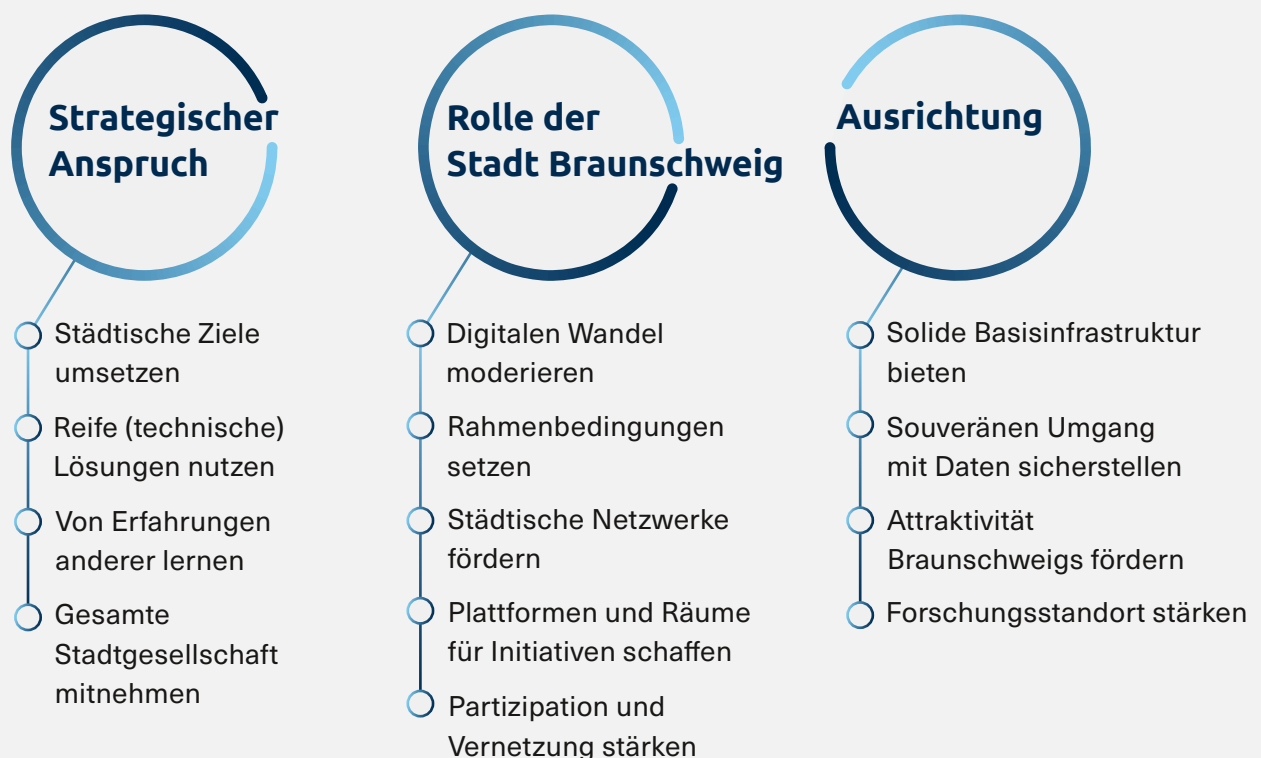 Strategischer
Anspruch
Städtische Ziele
umsetzen
Reife (technische)
Lösungen nutzen
Von Erfahrungen
anderer lernen
Gesamte
Stadtgesellschaft
mitnehmen
Rolle der
Stadt Braunschweig
Digitalen Wandel
moderieren
Rahmenbedingungen
setzen
Städtische Netzwerke
fördern
Plattformen und Räume
für Initiativen schaffen
Partizipation und
Vernetzung stärken
Ausrichtung
Solide Basisinfrastruktur
bieten
Souveränen Umgang
mit Daten sicherstellen
Attraktivität
Braunschweigs fördern
Forschungsstandort stärken